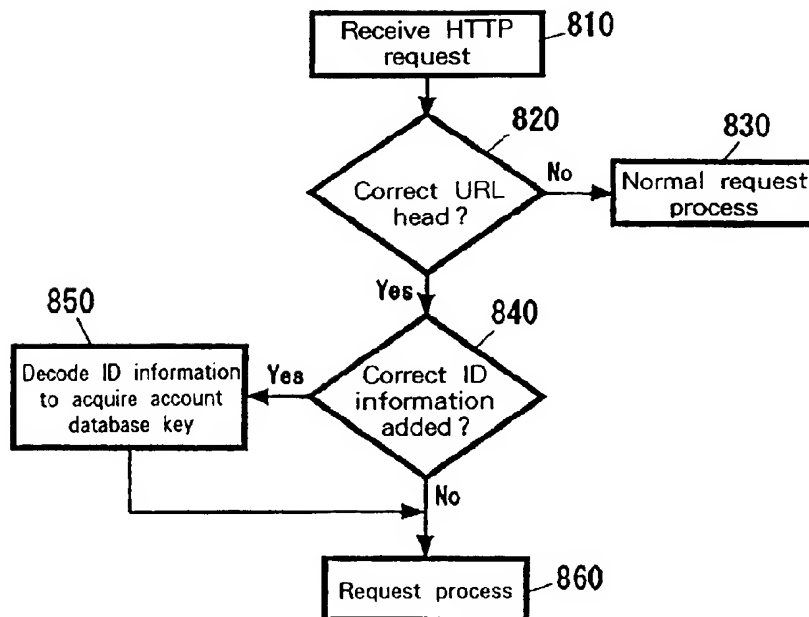 Receive HTTP
request
810
820
Correct URL
head ?
No
830
Normal request
process
Yes
840
Correct ID
information
added ?
Yes
850
Decode ID information
to acquire account
database key
No
Request process
860